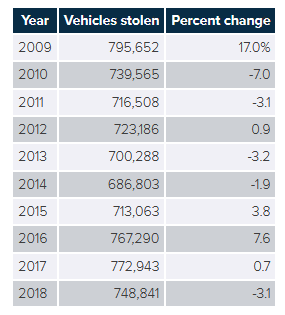 Year Vehicles stolen Percent change
2009 795,652 17.0%
2010 739,565 -7.0
2011 716,508 -3.1
2012 723,186 0.9
2013 700,288 -3.2
2014 686,803 -1.9
2015 713,063 3.8
2016 767,290 7.6
2017 772,943 0.7
2018 748,841 -3.1